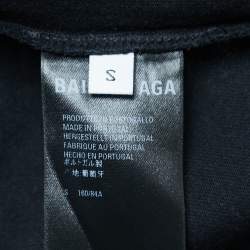 BAL AGA
S
PRODOTTO IN PORTOGALLO
MADE IN PORTUGAL
HERGESTELLT IN PORTUGAL
FABRIQUE AU PORTUGAL
HECHO EN PORTUGAL
ポルトガル製
地:葡萄牙
S 160/84A